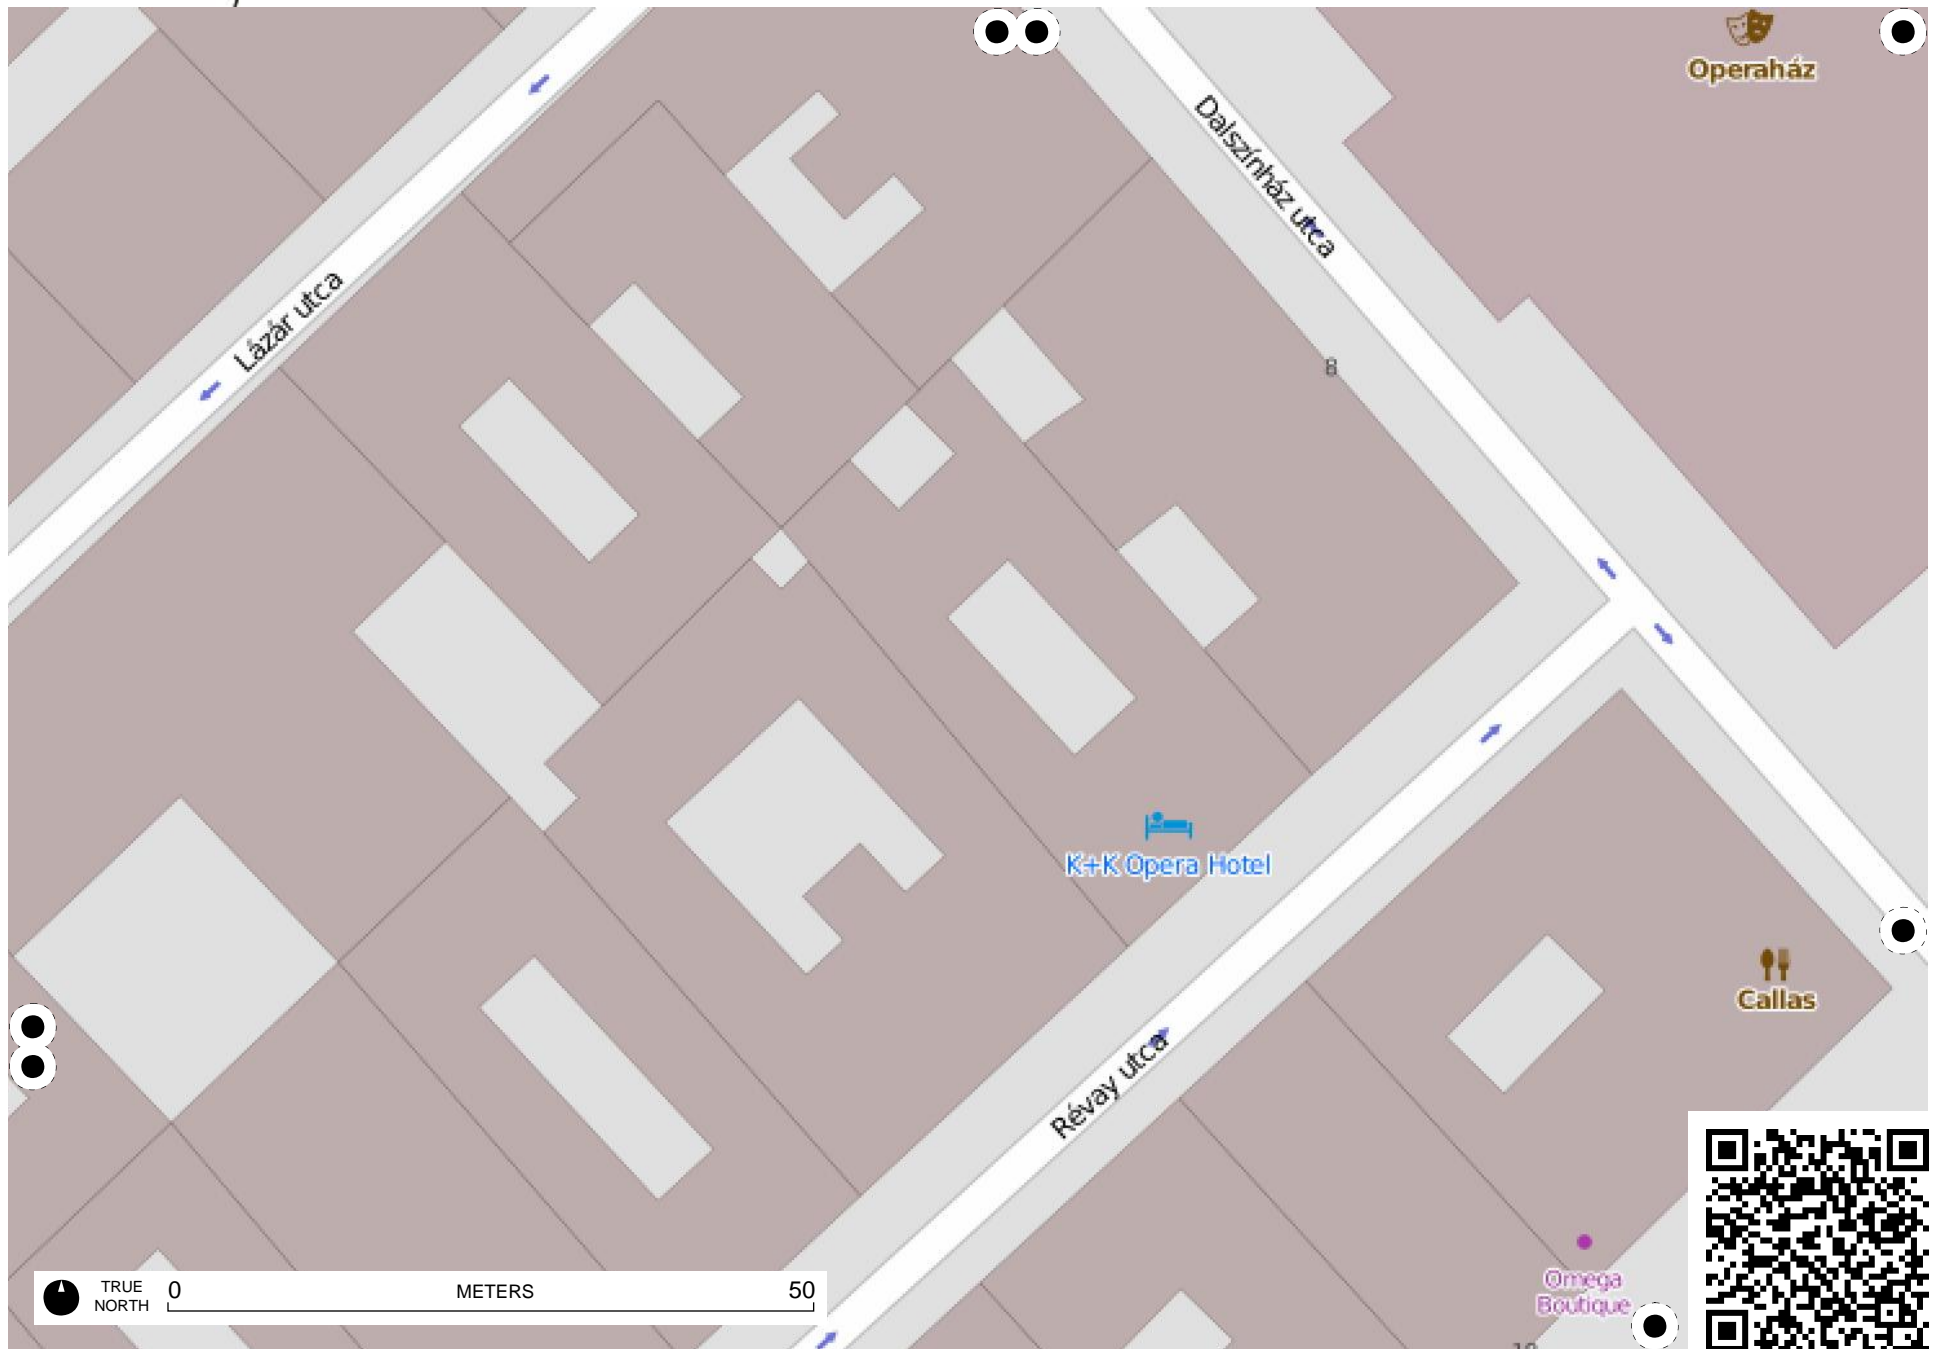 Operaház
Dalszínház utca
Lázár utca
8
K+K Opera Hotel
Callas
Révay utca
Omega
Boutique
TRUE
NORTH
0
METERS
50